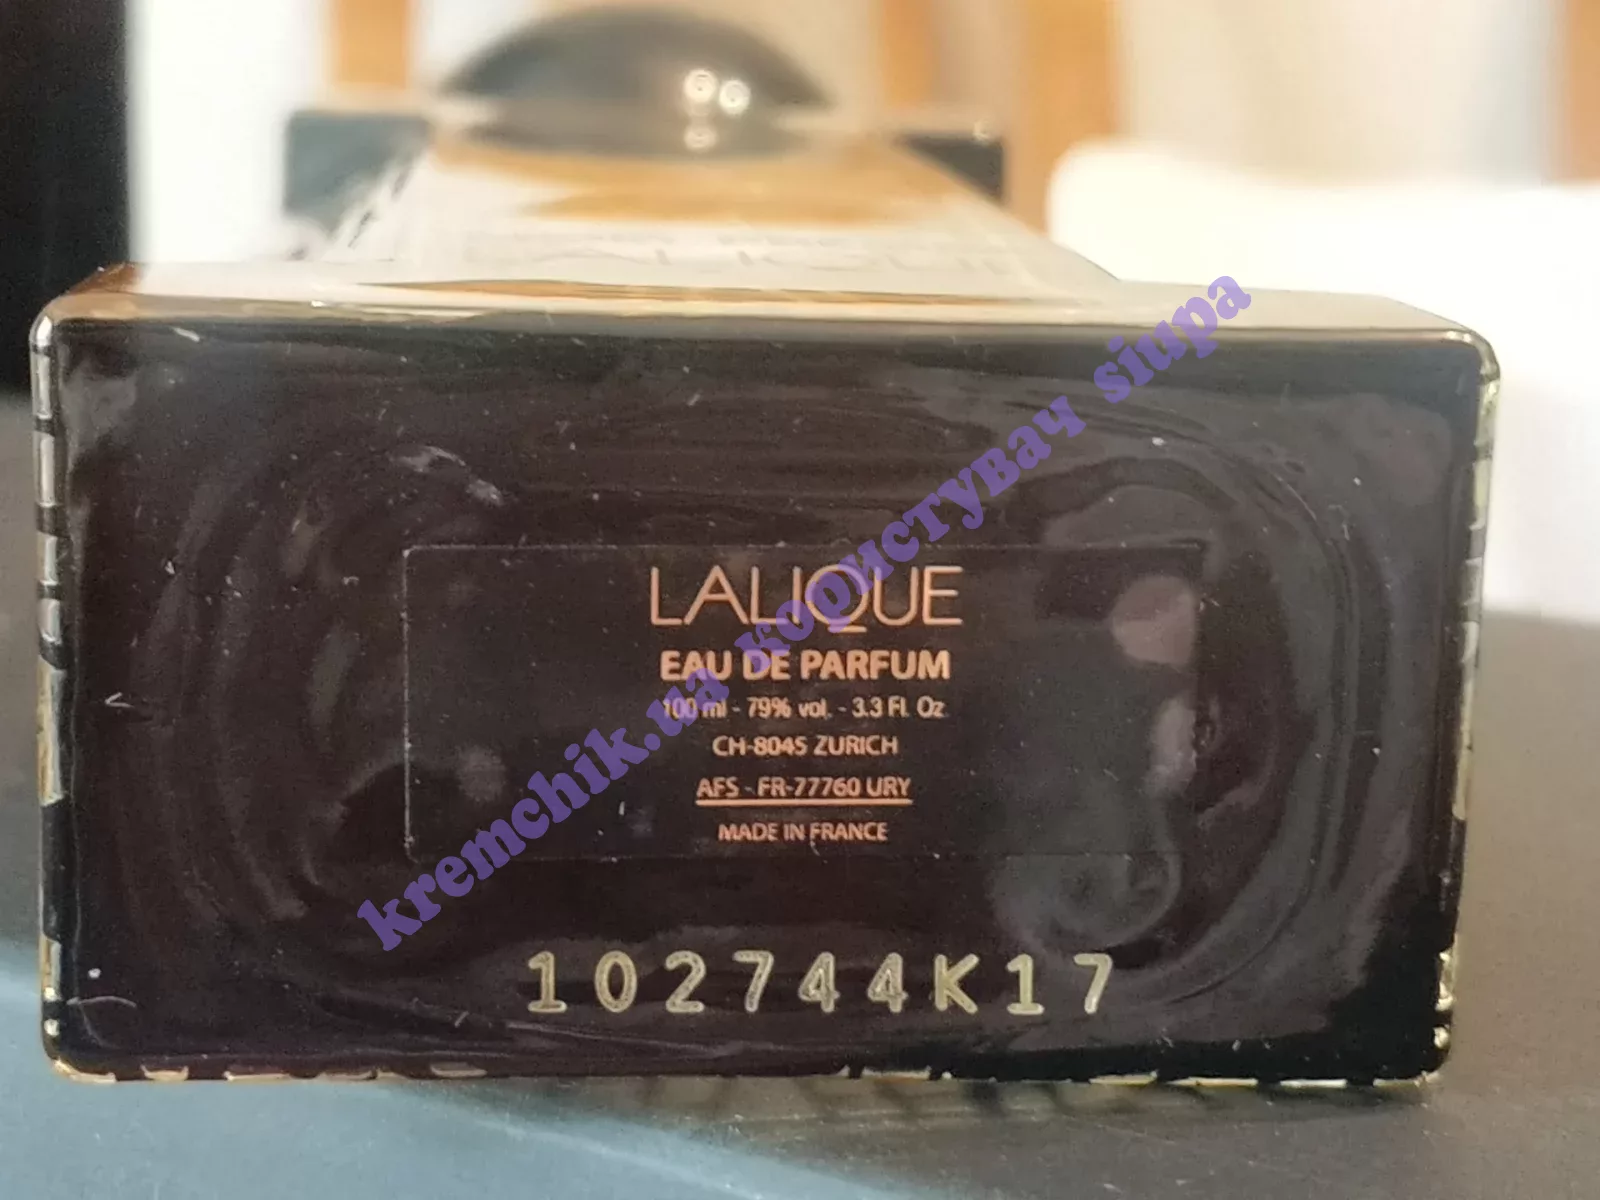 LALIQUE
EAU DE PARFUM
100 ml - 79% vol. - 3.3 Fl. Oz
CH-8045 ZURICH
AFS - FR-77760 URY
MADE IN FRANCE
102744K17
kremchik.ua користувач siupa